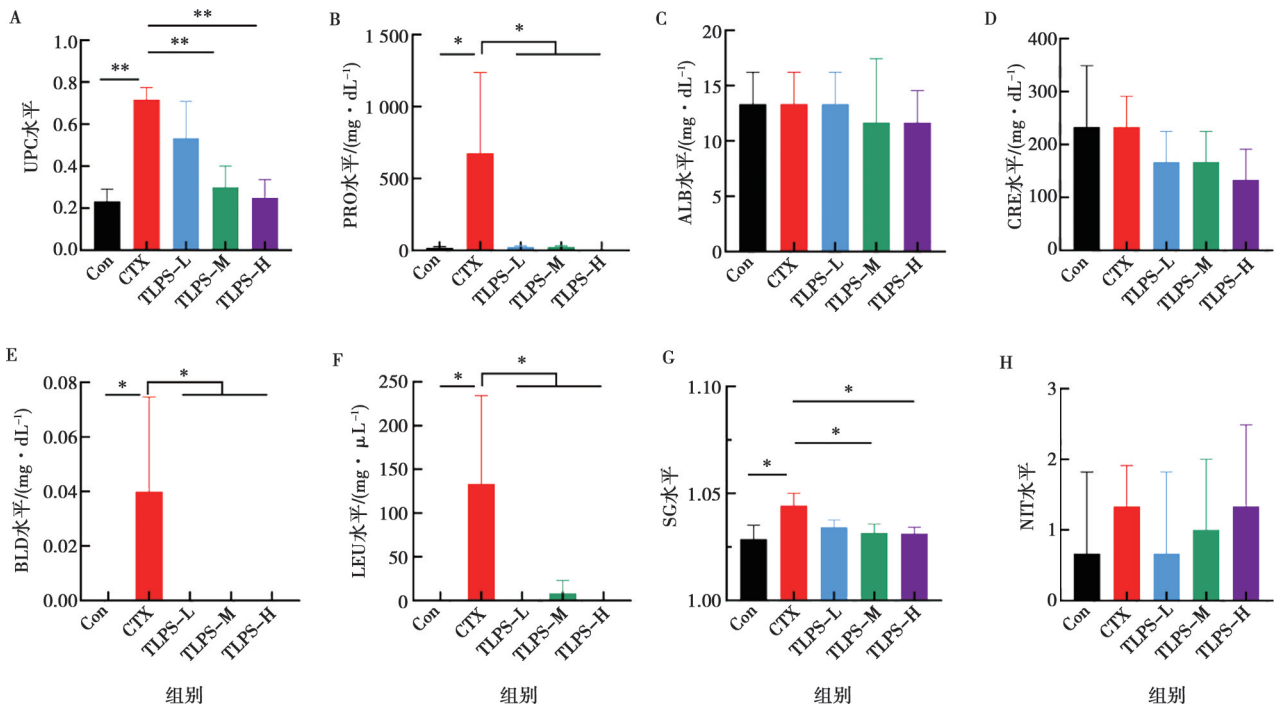 A
UPC水平
1.0
0.8
0.6
0.4
0.2
0.0
**
**
**
Con
CTX
TLPS-L
TLPS-M
TLPS-H
B
PRO水平/(mg·dL⁻¹)
1 500
1 000
500
0
*
*
Con
CTX
TLPS-L
TLPS-M
TLPS-H
C
ALB水平/(mg·dL⁻¹)
20
15
10
5
0
Con
CTX
TLPS-L
TLPS-M
TLPS-H
D
CRE水平/(mg·dL⁻¹)
400
300
200
100
0
Con
CTX
TLPS-L
TLPS-M
TLPS-H
E
BLD水平/(mg·dL⁻¹)
0.08
0.06
0.04
0.02
0.00
*
*
Con
CTX
TLPS-L
TLPS-M
TLPS-H
组别
F
LEU水平/(mg·μL⁻¹)
250
200
150
100
50
0
*
*
Con
CTX
TLPS-L
TLPS-M
TLPS-H
组别
G
SG水平
1.10
1.05
1.00
*
*
*
Con
CTX
TLPS-L
TLPS-M
TLPS-H
组别
H
NIT水平
3
2
1
0
Con
CTX
TLPS-L
TLPS-M
TLPS-H
组别